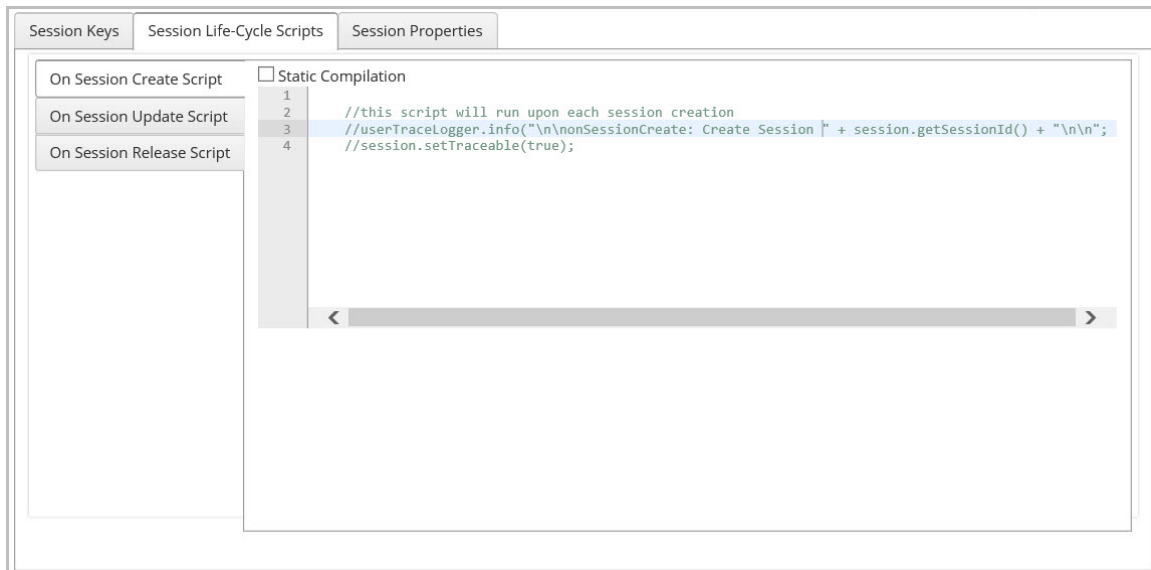 Session Keys
Session Life-Cycle Scripts
Session Properties
On Session Create Script
On Session Update Script
On Session Release Script
Static Compilation
1
2 //this script will run upon each session creation
3 //userTraceLogger.info("\n\nonSessionCreate: Create Session " + session.getSessionId() + "\n\n";
4 //session.setTraceable(true);